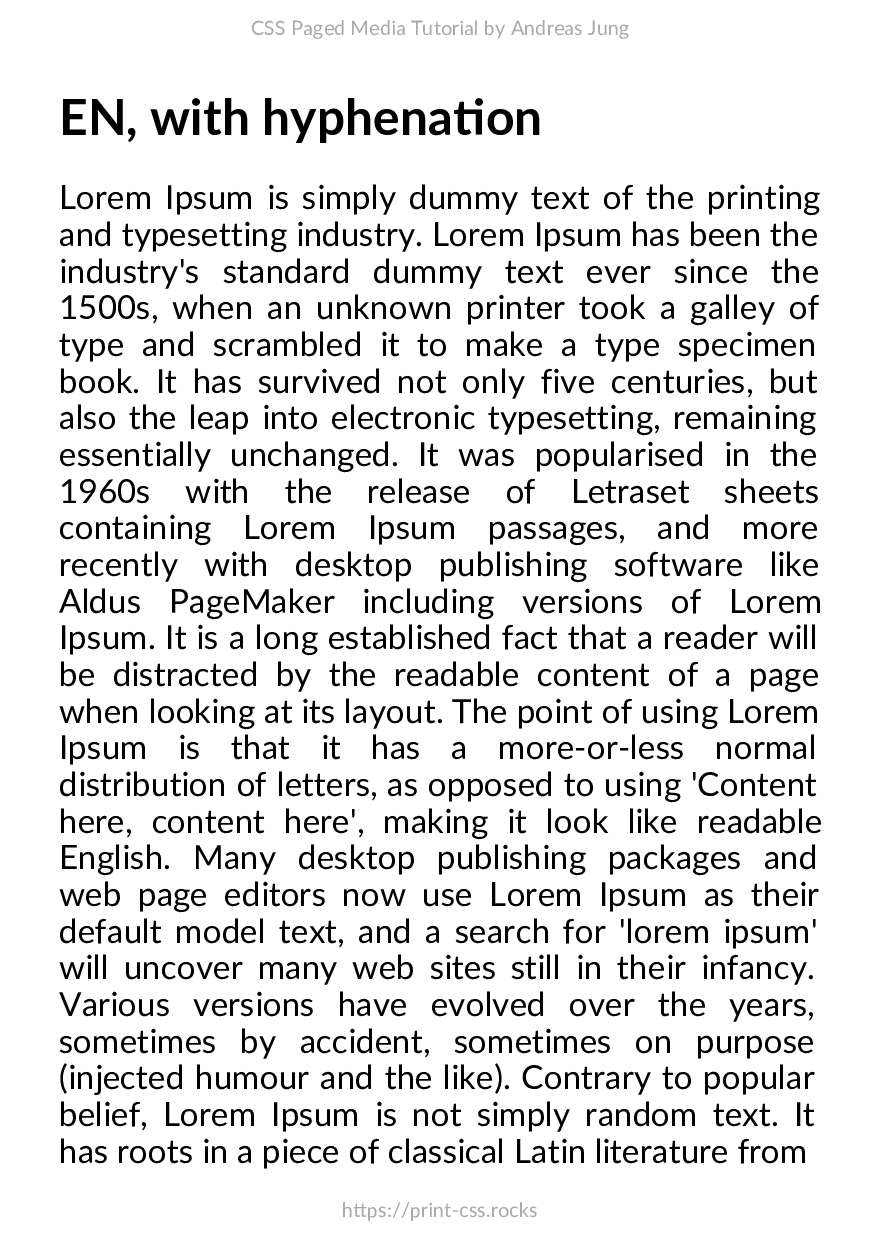 CSS Paged Media Tutorial by Andreas Jung
EN, with hyphenation
Lorem Ipsum is simply dummy text of the printing
and typesetting industry. Lorem Ipsum has been the
industry's standard dummy text ever since the
1500s, when an unknown printer took a galley of
type and scrambled it to make a type specimen
book. It has survived not only five centuries, but
also the leap into electronic typesetting, remaining
essentially unchanged. It was popularised in the
1960s with the release of Letraset sheets
containing Lorem Ipsum passages, and more
recently with desktop publishing software like
Aldus PageMaker including versions of Lorem
Ipsum. It is a long established fact that a reader will
be distracted by the readable content of a page
when looking at its layout. The point of using Lorem
Ipsum is that it has a more-or-less normal
distribution of letters, as opposed to using 'Content
here, content here', making it look like readable
English. Many desktop publishing packages and
web page editors now use Lorem Ipsum as their
default model text, and a search for 'lorem ipsum'
will uncover many web sites still in their infancy.
Various versions have evolved over the years,
sometimes by accident, sometimes on purpose
(injected humour and the like). Contrary to popular
belief, Lorem Ipsum is not simply random text. It
has roots in a piece of classical Latin literature from
https://print-css.rocks